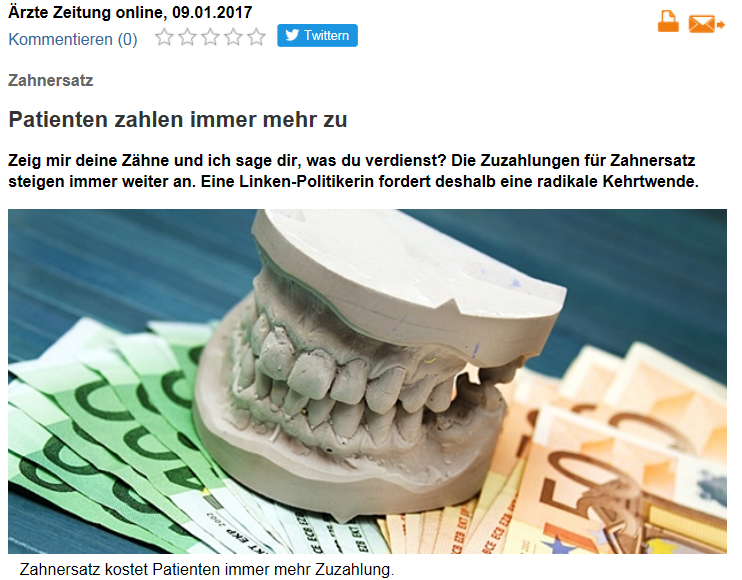 Ärzte Zeitung online, 09.01.2017
Kommentieren (0)
Twittern
Zahnersatz
Patienten zahlen immer mehr zu
Zeig mir deine Zähne und ich sage dir, was du verdienst? Die Zuzahlungen für Zahnersatz
steigen immer weiter an. Eine Linken-Politikerin fordert deshalb eine radikale Kehrtwende.
50
Zahnersatz kostet Patienten immer mehr Zuzahlung.